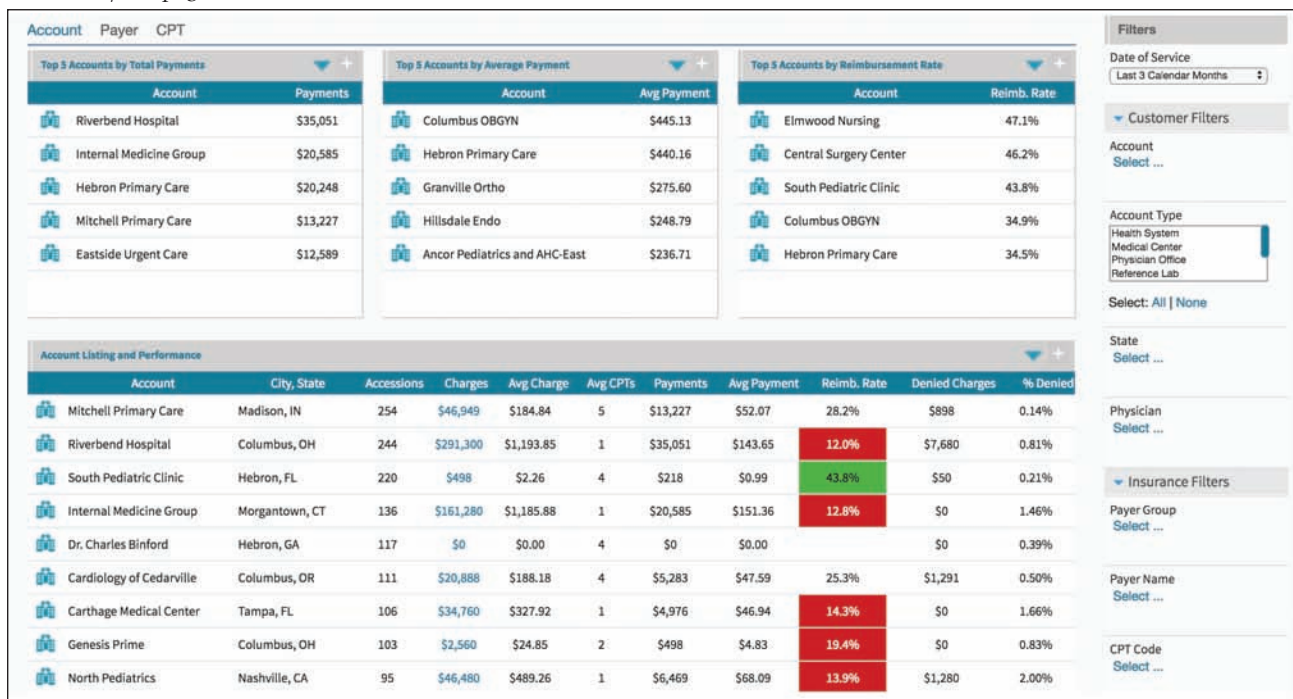 Account Payer CPT
Top 5 Accounts by Total Payments
Account Payments
Riverbend Hospital $35,051
Internal Medicine Group $20,585
Hebron Primary Care $20,248
Mitchell Primary Care $13,227
Eastside Urgent Care $12,589
Top 5 Accounts by Average Payment
Account Avg Payment
Columbus OBGYN $445.13
Hebron Primary Care $440.16
Granville Ortho $275.60
Hillsdale Endo $248.79
Ancor Pediatrics and AHC-East $236.71
Top 5 Accounts by Reimbursement Rate
Account Reimb. Rate
Elmwood Nursing 47.1%
Central Surgery Center 46.2%
South Pediatric Clinic 43.8%
Columbus OBGYN 34.9%
Hebron Primary Care 34.5%
Account Listing and Performance
Account City, State Accessions Charges Avg Charge Avg CPTs Payments Avg Payment Reimb. Rate Denied Charges % Denied
Mitchell Primary Care Madison, IN 254 $46,949 $184.84 5 $13,227 $52.07 28.2% $898 0.14%
Riverbend Hospital Columbus, OH 244 $291,300 $1,193.85 1 $35,051 $143.65 12.0% $7,680 0.81%
South Pediatric Clinic Hebron, FL 220 $498 $2.26 4 $218 $0.99 43.8% $50 0.21%
Internal Medicine Group Morgantown, CT 136 $161,280 $1,185.88 1 $20,585 $151.36 12.8% $0 1.46%
Dr. Charles Binford Hebron, GA 117 $0 $0.00 4 $0 $0.00 $0 0.39%
Cardiology of Cedarville Columbus, OR 111 $20,888 $188.18 4 $5,283 $47.59 25.3% $1,291 0.50%
Carthage Medical Center Tampa, FL 106 $34,760 $327.92 1 $4,976 $46.94 14.3% $0 1.66%
Genesis Prime Columbus, OH 103 $2,560 $24.85 2 $498 $4.83 19.4% $0 0.83%
North Pediatrics Nashville, CA 95 $46,480 $489.26 1 $6,469 $68.09 13.9% $1,280 2.00%
Filters
Date of Service
Last 3 Calendar Months
Customer Filters
Account
Select ...
Account Type
Health System
Medical Center
Physician Office
Reference Lab
Select: All | None
State
Select ...
Physician
Select ...
Insurance Filters
Payer Group
Select ...
Payer Name
Select ...
CPT Code
Select ...